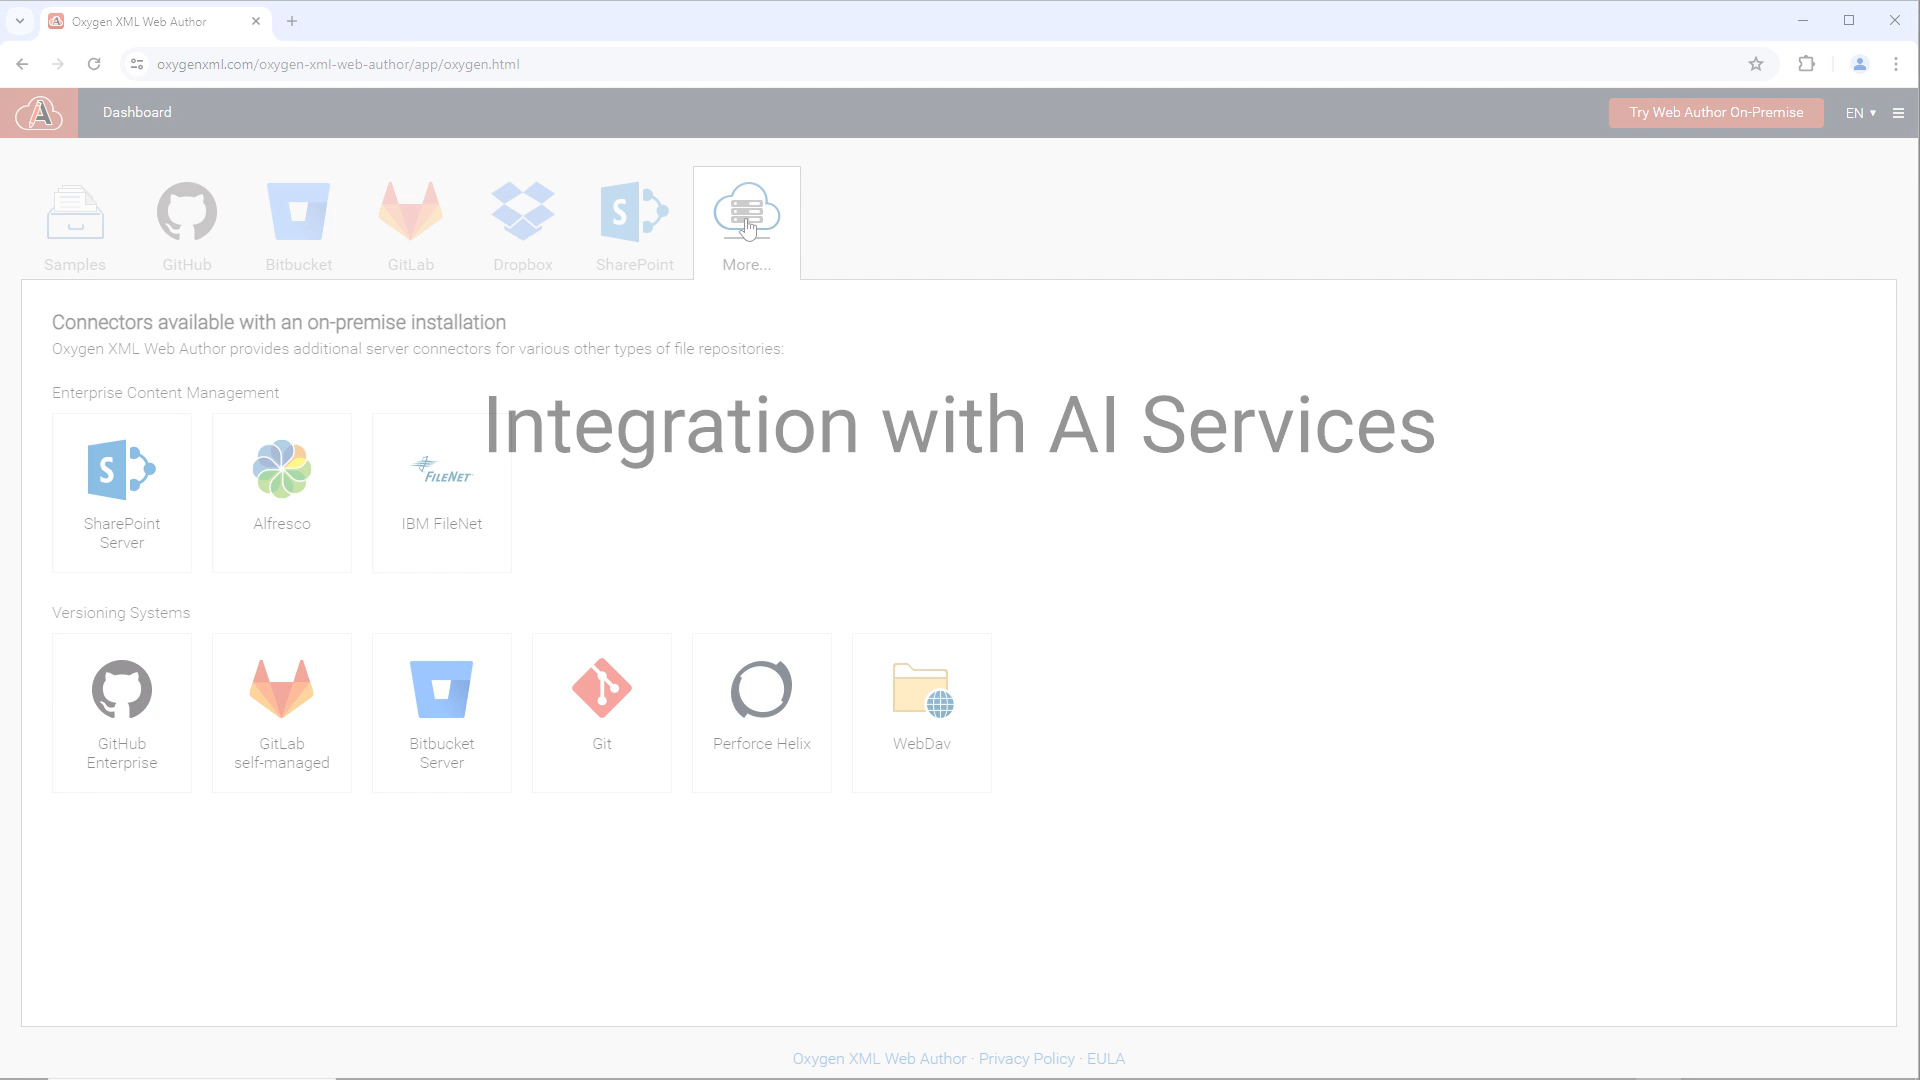 Oxygen XML Web Author
oxygenxml.com/oxygen-xml-web-author/app/oxygen.html
Dashboard
Try Web Author On-Premise
EN
Samples
GitHub
Bitbucket
GitLab
Dropbox
SharePoint
More...
Connectors available with an on-premise installation
Oxygen XML Web Author provides additional server connectors for various other types of file repositories:
Enterprise Content Management
Integration with AI Services
FILENET
SharePoint
Server
Alfresco
IBM FileNet
Versioning Systems
GitHub
Enterprise
GitLab
self-managed
Bitbucket
Server
Git
Perforce Helix
WebDav
Oxygen XML Web Author · Privacy Policy · EULA